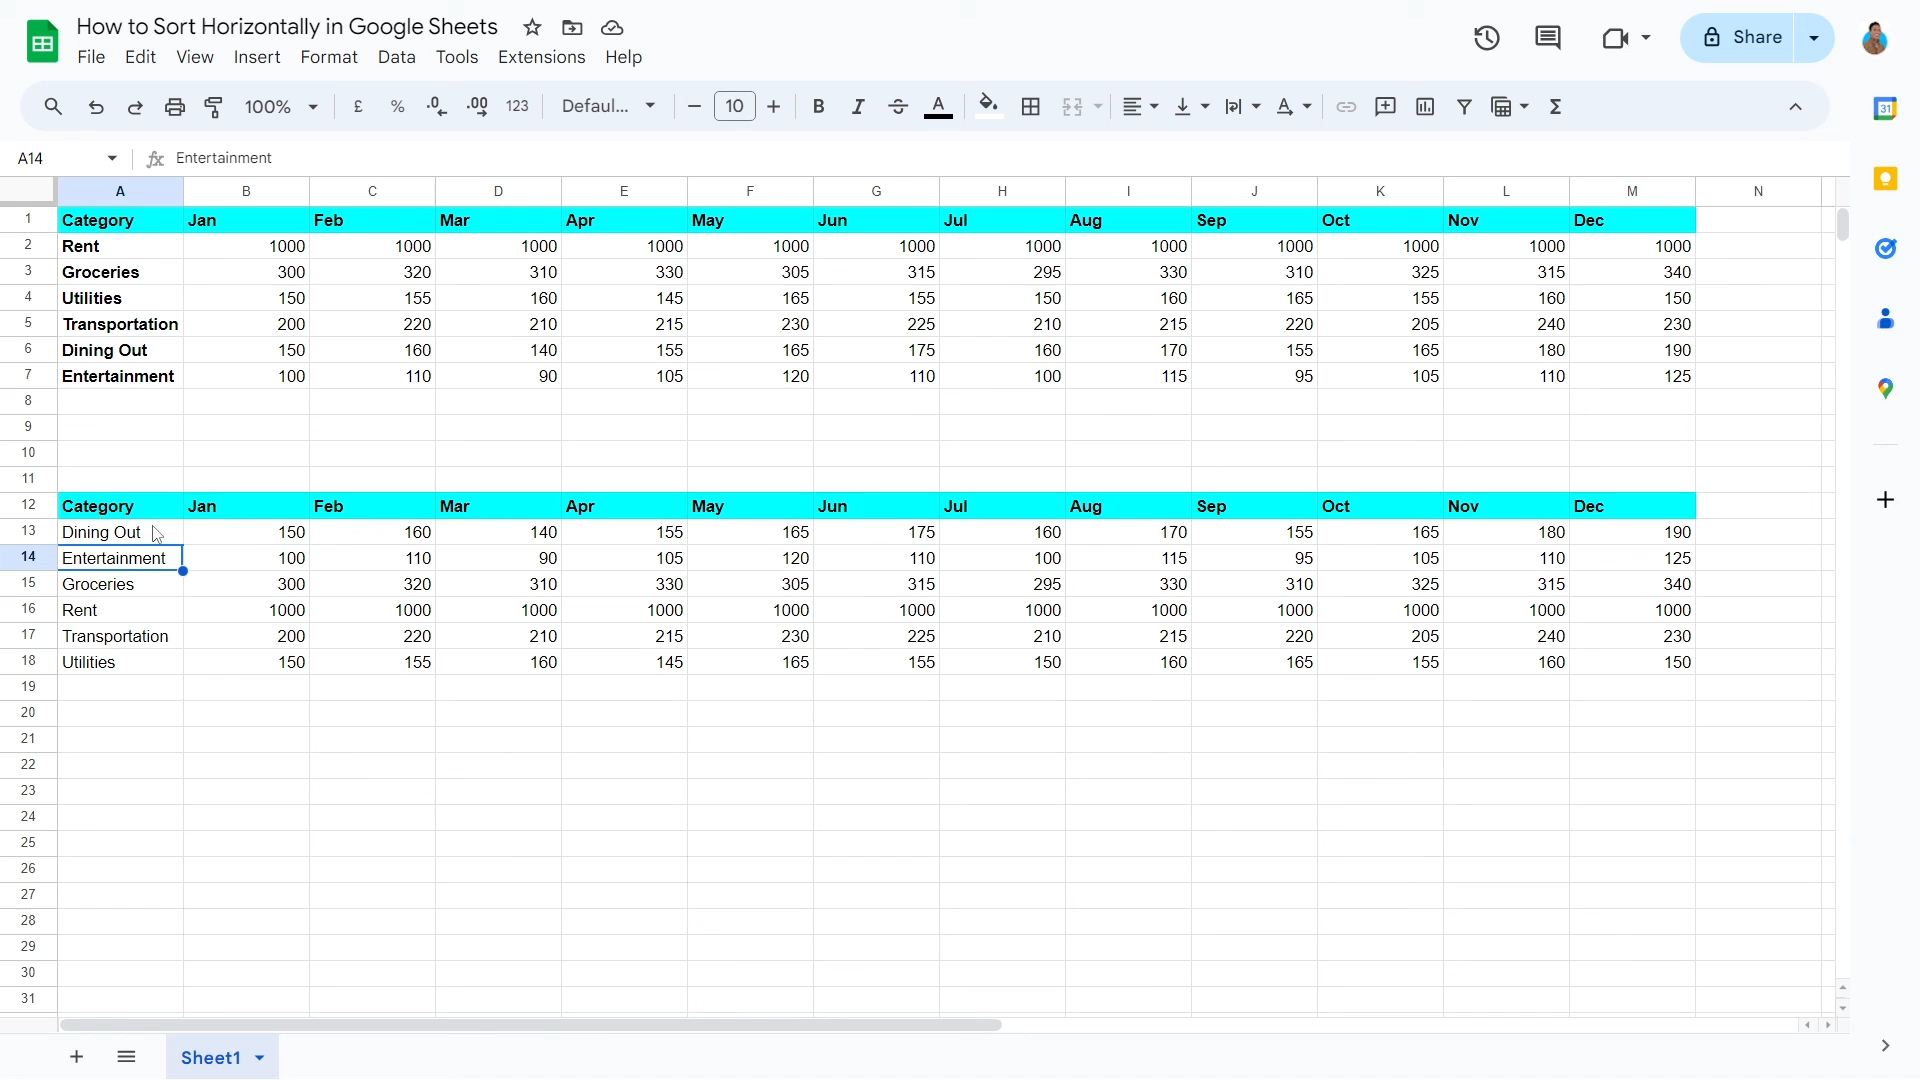 How to Sort Horizontally in Google Sheets
File Edit View Insert Format Data Tools Extensions Help
Share
100% £ % .0 .00 123 Defaul... 10 B I S A A Σ
31
A14 fx Entertainment
A B C D E F G H I J K L M N
1 Category Jan Feb Mar Apr May Jun Jul Aug Sep Oct Nov Dec
2 Rent 1000 1000 1000 1000 1000 1000 1000 1000 1000 1000 1000 1000
3 Groceries 300 320 310 330 305 315 295 330 310 325 315 340
4 Utilities 150 155 160 145 165 155 150 160 165 155 160 150
5 Transportation 200 220 210 215 230 225 210 215 220 205 240 230
6 Dining Out 150 160 140 155 165 175 160 170 155 165 180 190
7 Entertainment 100 110 90 105 120 110 100 115 95 105 110 125
8
9
10
11
12 Category Jan Feb Mar Apr May Jun Jul Aug Sep Oct Nov Dec
13 Dining Out 150 160 140 155 165 175 160 170 155 165 180 190
14 Entertainment 100 110 90 105 120 110 100 115 95 105 110 125
15 Groceries 300 320 310 330 305 315 295 330 310 325 315 340
16 Rent 1000 1000 1000 1000 1000 1000 1000 1000 1000 1000 1000 1000
17 Transportation 200 220 210 215 230 225 210 215 220 205 240 230
18 Utilities 150 155 160 145 165 155 150 160 165 155 160 150
19
20
21
22
23
24
25
26
27
28
29
30
31
Sheet1